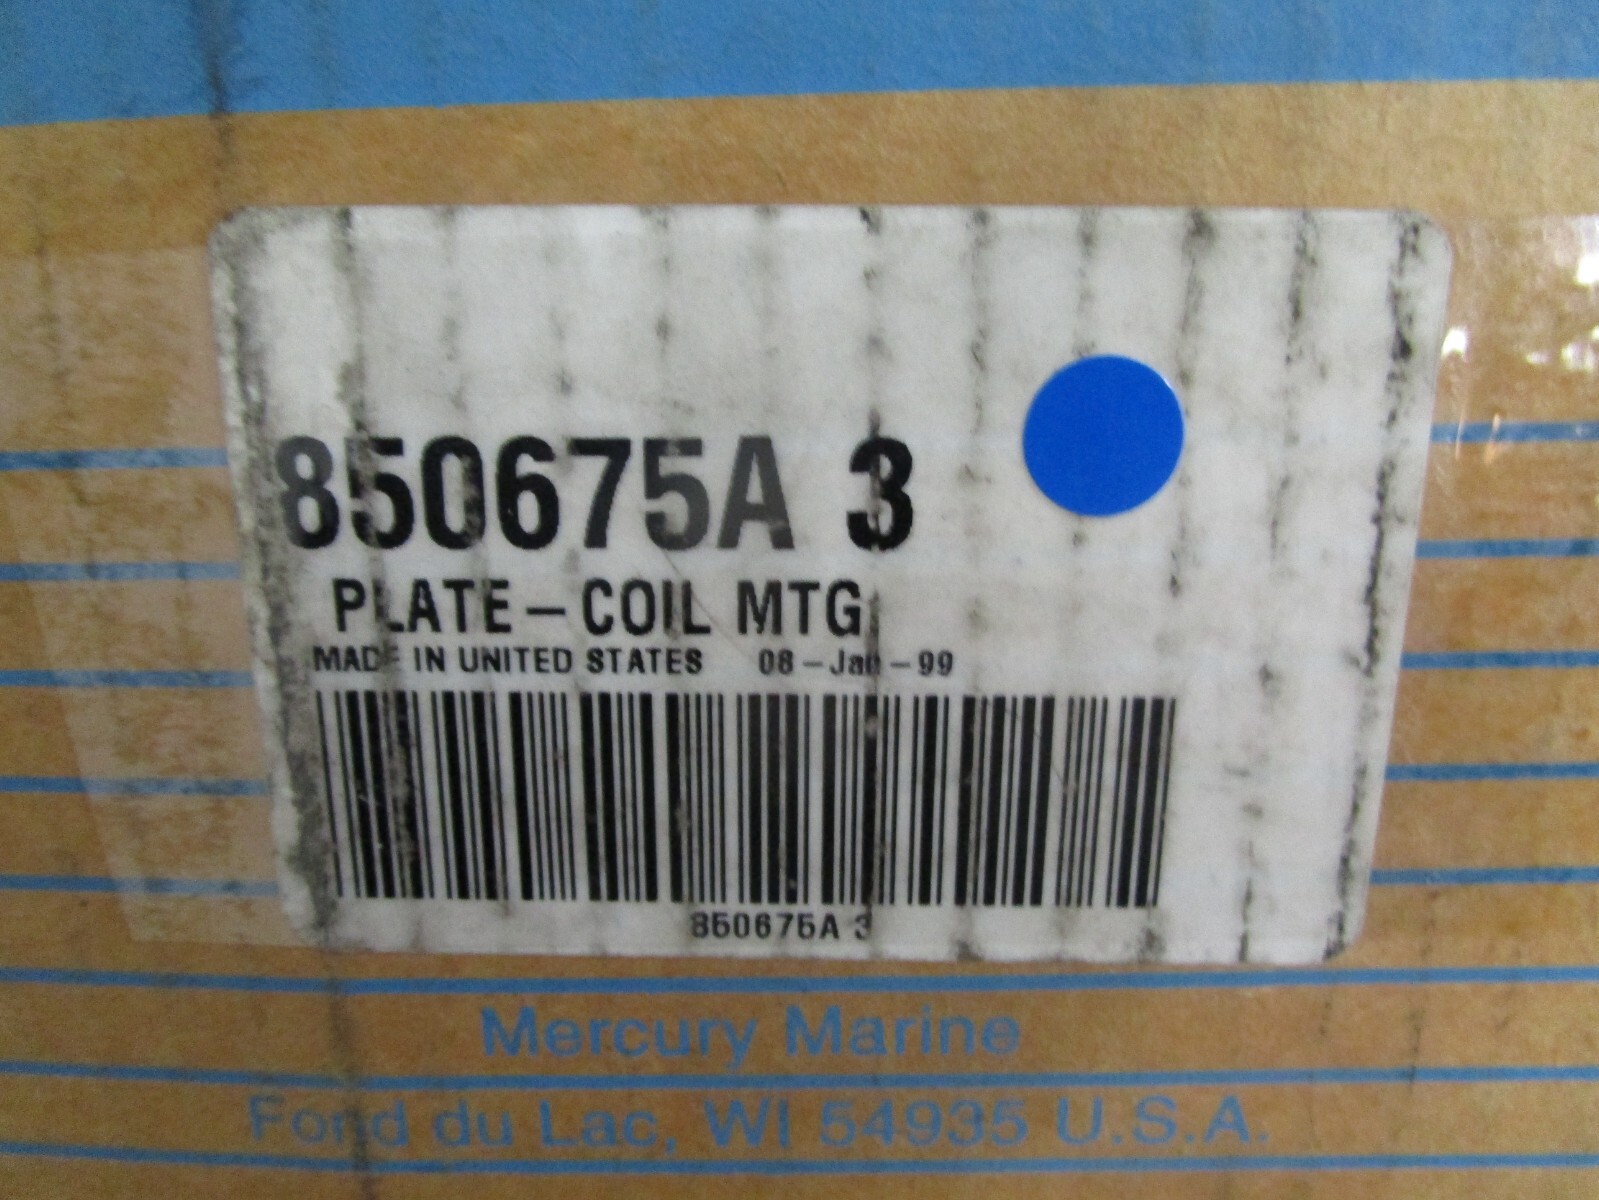 850675A 3
PLATE-COIL MTG
MADE IN UNITED STATES 08-Jan-99
850675A 3
Mercury Marine
Fond du Lac, WI 54935 U.S.A.